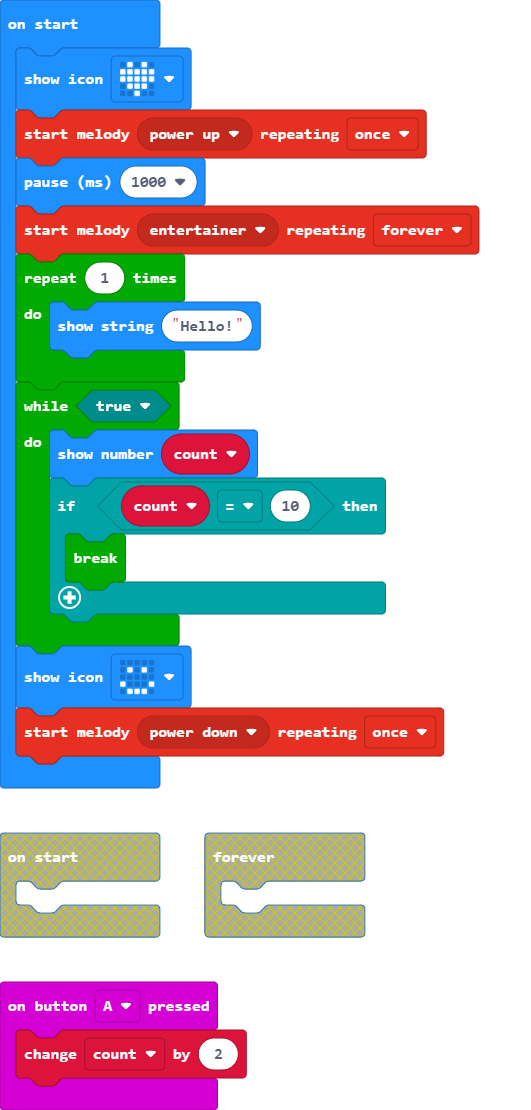 on start
show icon
start melody power up repeating once
pause (ms) 1000
start melody entertainer repeating forever
repeat 1 times
do
show string "Hello!"
while true
do
show number count
if count = 10 then
break
show icon
start melody power down repeating once
on start
forever
on button A pressed
change count by 2